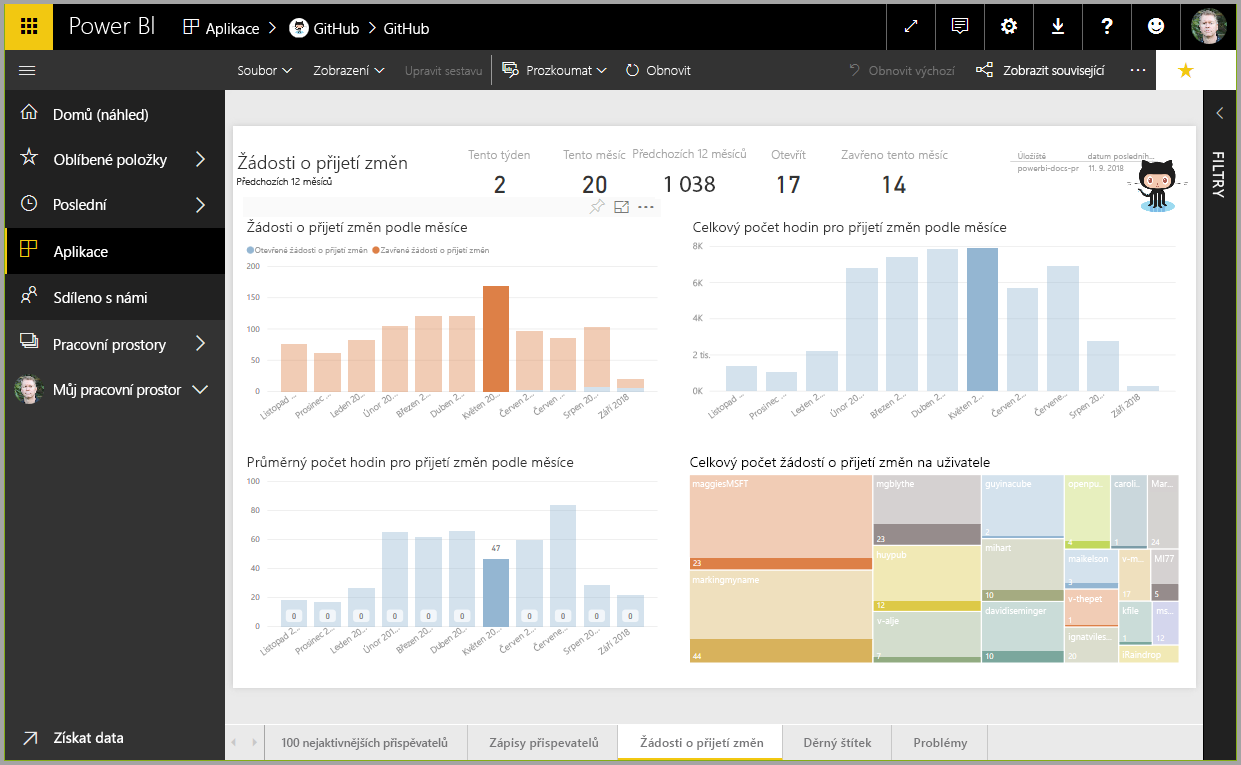 Power BI
Aplikace > GitHub > GitHub
Soubor Zobrazení Upravit sestavu Prozkoumat Obnovit Obnovit výchozí Zobrazit související ...
Domů (náhled)
Oblíbené položky
Poslední
Aplikace
Sdíleno s námi
Pracovní prostory
Můj pracovní prostor
Získat data
FILTRY
Žádosti o přijetí změn
Předchozích 12 měsíců
Tento týden
2
Tento měsíc
20
Předchozích 12 měsíců
1 038
Otevřít
17
Zavřeno tento měsíc
14
Úložiště datum posledníh...
powerbi-docs-pr 11. 9. 2018
Žádosti o přijetí změn podle měsíce
Otevřené žádosti o přijetí změn Zavřené žádosti o přijetí změn
200
150
100
50
0
Listopad ... Prosinec ... Leden 20... Únor 20... Březen 2... Duben 2... Květen 20... Červen 2... Červen ... Srpen 20... Září 2018
Celkový počet hodin pro přijetí změn podle měsíce
8K
6K
4K
2 tis.
0K
Listopad ... Prosinec ... Leden 2... Únor 20... Březen 2... Duben 2... Květen 2... Červen 2... Červene... Srpen 20... Září 2018
Průměrný počet hodin pro přijetí změn podle měsíce
100
80
60
40
20
0
47
0 0 0 0 0 0 0 0 0 0
Listopad 2... Prosinec 2... Leden 20... Únor 201... Březen 20... Duben 20... Květen 20... Červen 2... Červene... Srpen 20... Září 2018
Celkový počet žádostí o přijetí změn na uživatele
maggiesMSFT
23
markingmyname
44
mgblythe
23
huypub
12
v-alje
7
guyinacube
2
mihart
10
davidiseminger
10
openpu...
4
caroli...
1
Mar...
24
maikelson
3
v-m...
17
MI77
5
v-thepet
1
kfile
1
ms...
12
ignatviles...
20
iRaindrop
100 nejaktivnějších přispěvatelů
Zápisy přispevatelů
Žádosti o přijetí změn
Děrný štítek
Problémy